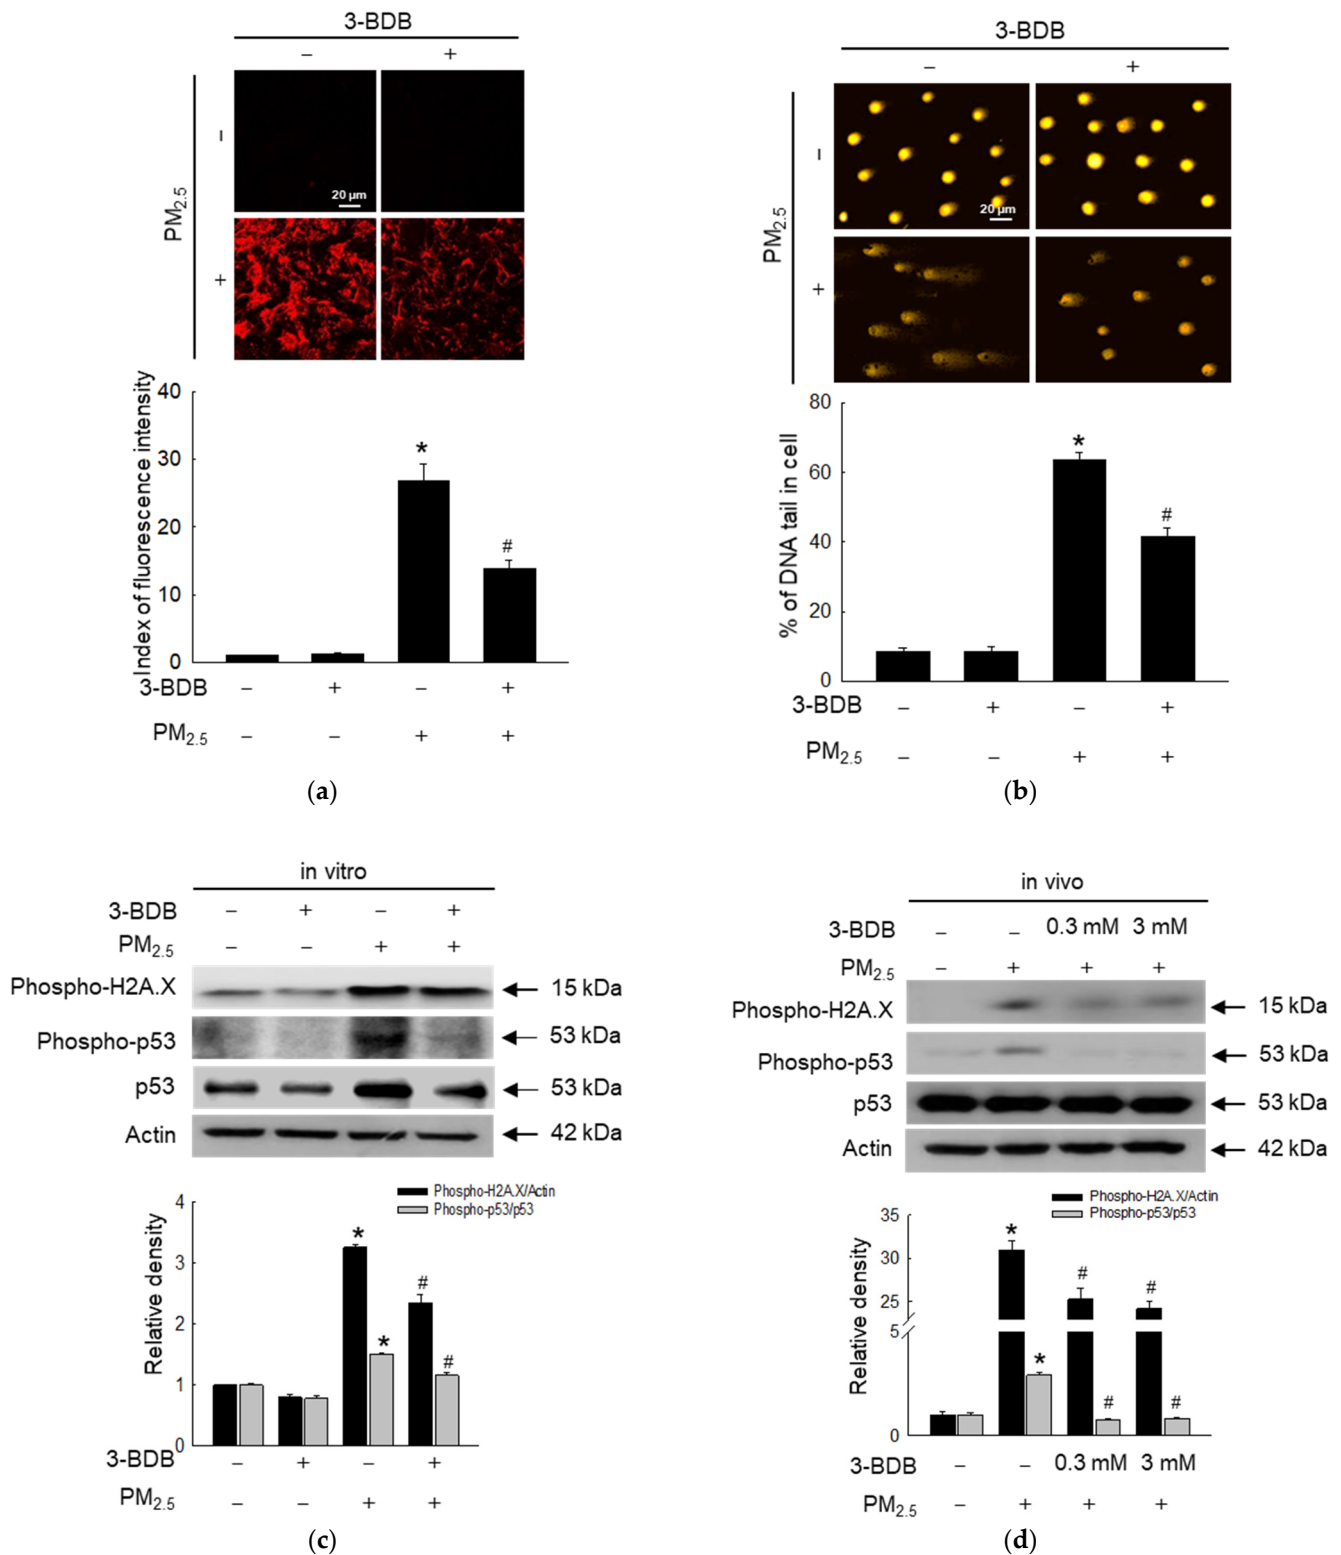 3-BDB
– +
PM2.5
–
20 µm
+
Index of fluorescence intensity
40
30
20
10
0
*
#
3-BDB – + – +
PM2.5 – – + +
(a)
3-BDB
– +
PM2.5
–
20 µm
+
% of DNA tail in cell
80
60
40
20
0
*
#
3-BDB – + – +
PM2.5 – – + +
(b)
in vitro
3-BDB – + – +
PM2.5 – – + +
Phospho-H2A.X 15 kDa
Phospho-p53 53 kDa
p53 53 kDa
Actin 42 kDa
Phospho-H2A.X/Actin
Phospho-p53/p53
Relative density
4
3
2
1
0
*
*
#
#
3-BDB – + – +
PM2.5 – – + +
(c)
in vivo
3-BDB – – 0.3 mM 3 mM
PM2.5 – + + +
Phospho-H2A.X 15 kDa
Phospho-p53 53 kDa
p53 53 kDa
Actin 42 kDa
Phospho-H2A.X/Actin
Phospho-p53/p53
Relative density
35
30
25
5
0
*
*
#
#
#
#
3-BDB – – 0.3 mM 3 mM
PM2.5 – + + +
(d)